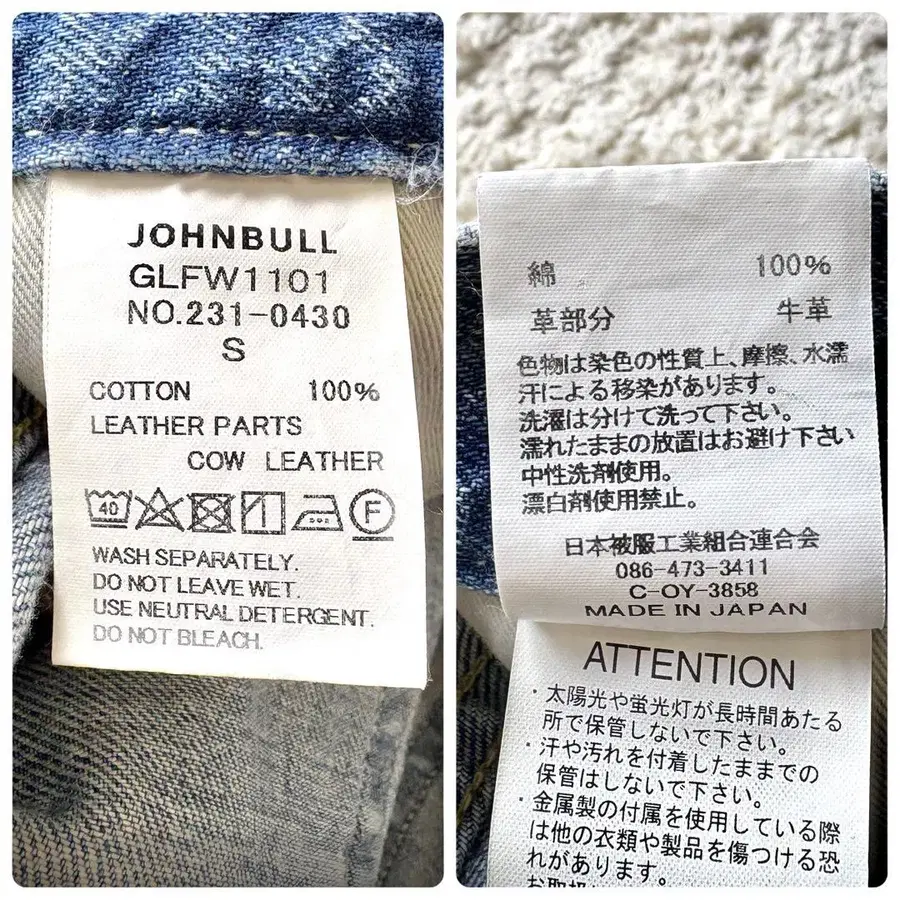 JOHNBULL
GLFW1101
NO.231-0430
S
COTTON 100%
LEATHER PARTS
COW LEATHER
40
F
WASH SEPARATELY.
DO NOT LEAVE WET.
USE NEUTRAL DETERGENT.
DO NOT BLEACH.
綿 100%
革部分 牛革
色物は染色の性質上、摩擦、水濡
汗による移染があります。
洗濯は分けて洗って下さい。
濡れたままの放置はお避け下さい
中性洗剤使用。
漂白剤使用禁止。
日本被服工業組合連合会
086-473-3411
C-OY-3858
MADE IN JAPAN
ATTENTION
・太陽光や蛍光灯が長時間あたる
所で保管しないで下さい。
・汗や汚れを付着したままでの
保管はしないで下さい。
・金属製の付属を使用している際
は他の衣類や製品を傷つける恐
れがあります。